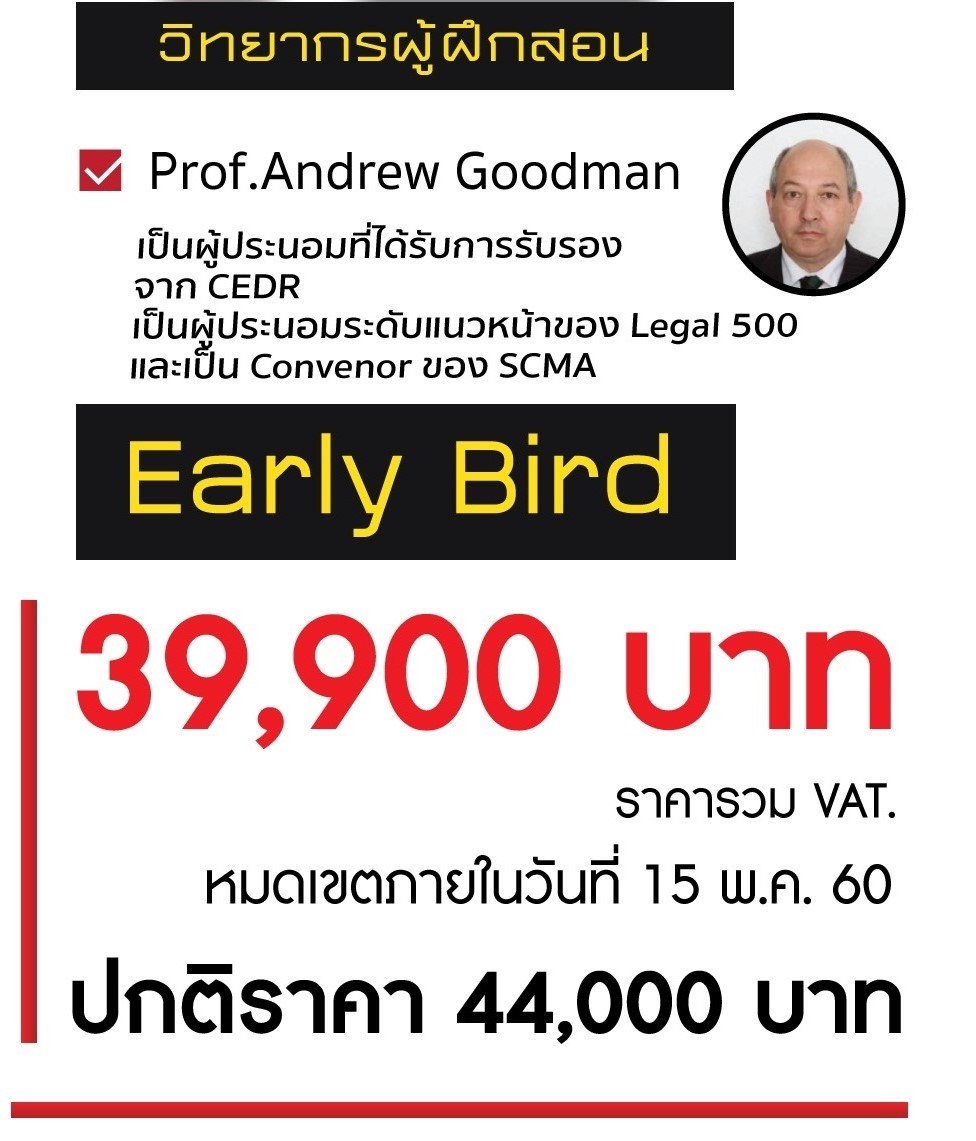 วิทยากรผู้ฝึกสอน
Prof.Andrew Goodman
เป็นผู้ประนอมที่ได้รับการรับรอง
จาก CEDR
เป็นผู้ประนอมระดับแนวหน้าของ Legal 500
และเป็น Convenor ของ SCMA
Early Bird
39,900 บาท
ราคารวม VAT.
หมดเขตภายในวันที่ 15 พ.ค. 60
ปกติราคา 44,000 บาท